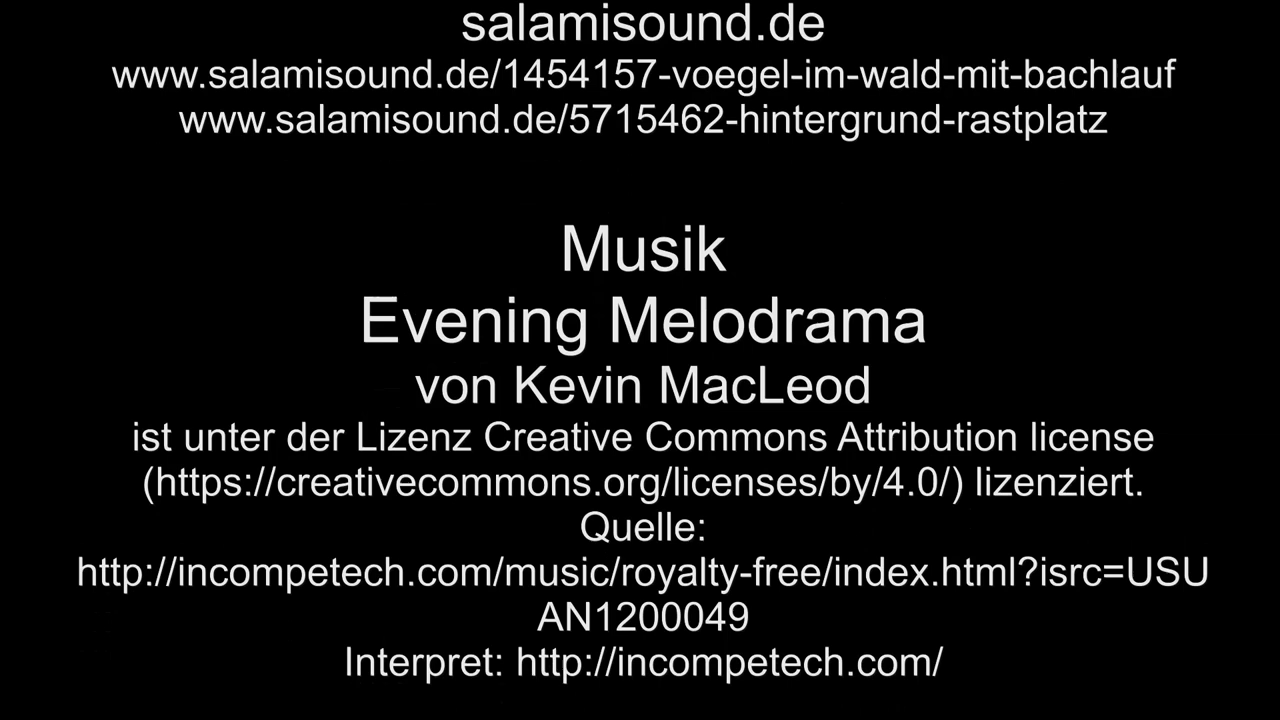 salamisound.de
www.salamisound.de/1454157-voegel-im-wald-mit-bachlauf
www.salamisound.de/5715462-hintergrund-rastplatz
Musik
Evening Melodrama
von Kevin MacLeod
ist unter der Lizenz Creative Commons Attribution license
(https://creativecommons.org/licenses/by/4.0/) lizenziert.
Quelle:
http://incompetech.com/music/royalty-free/index.html?isrc=USU
AN1200049
Interpret: http://incompetech.com/